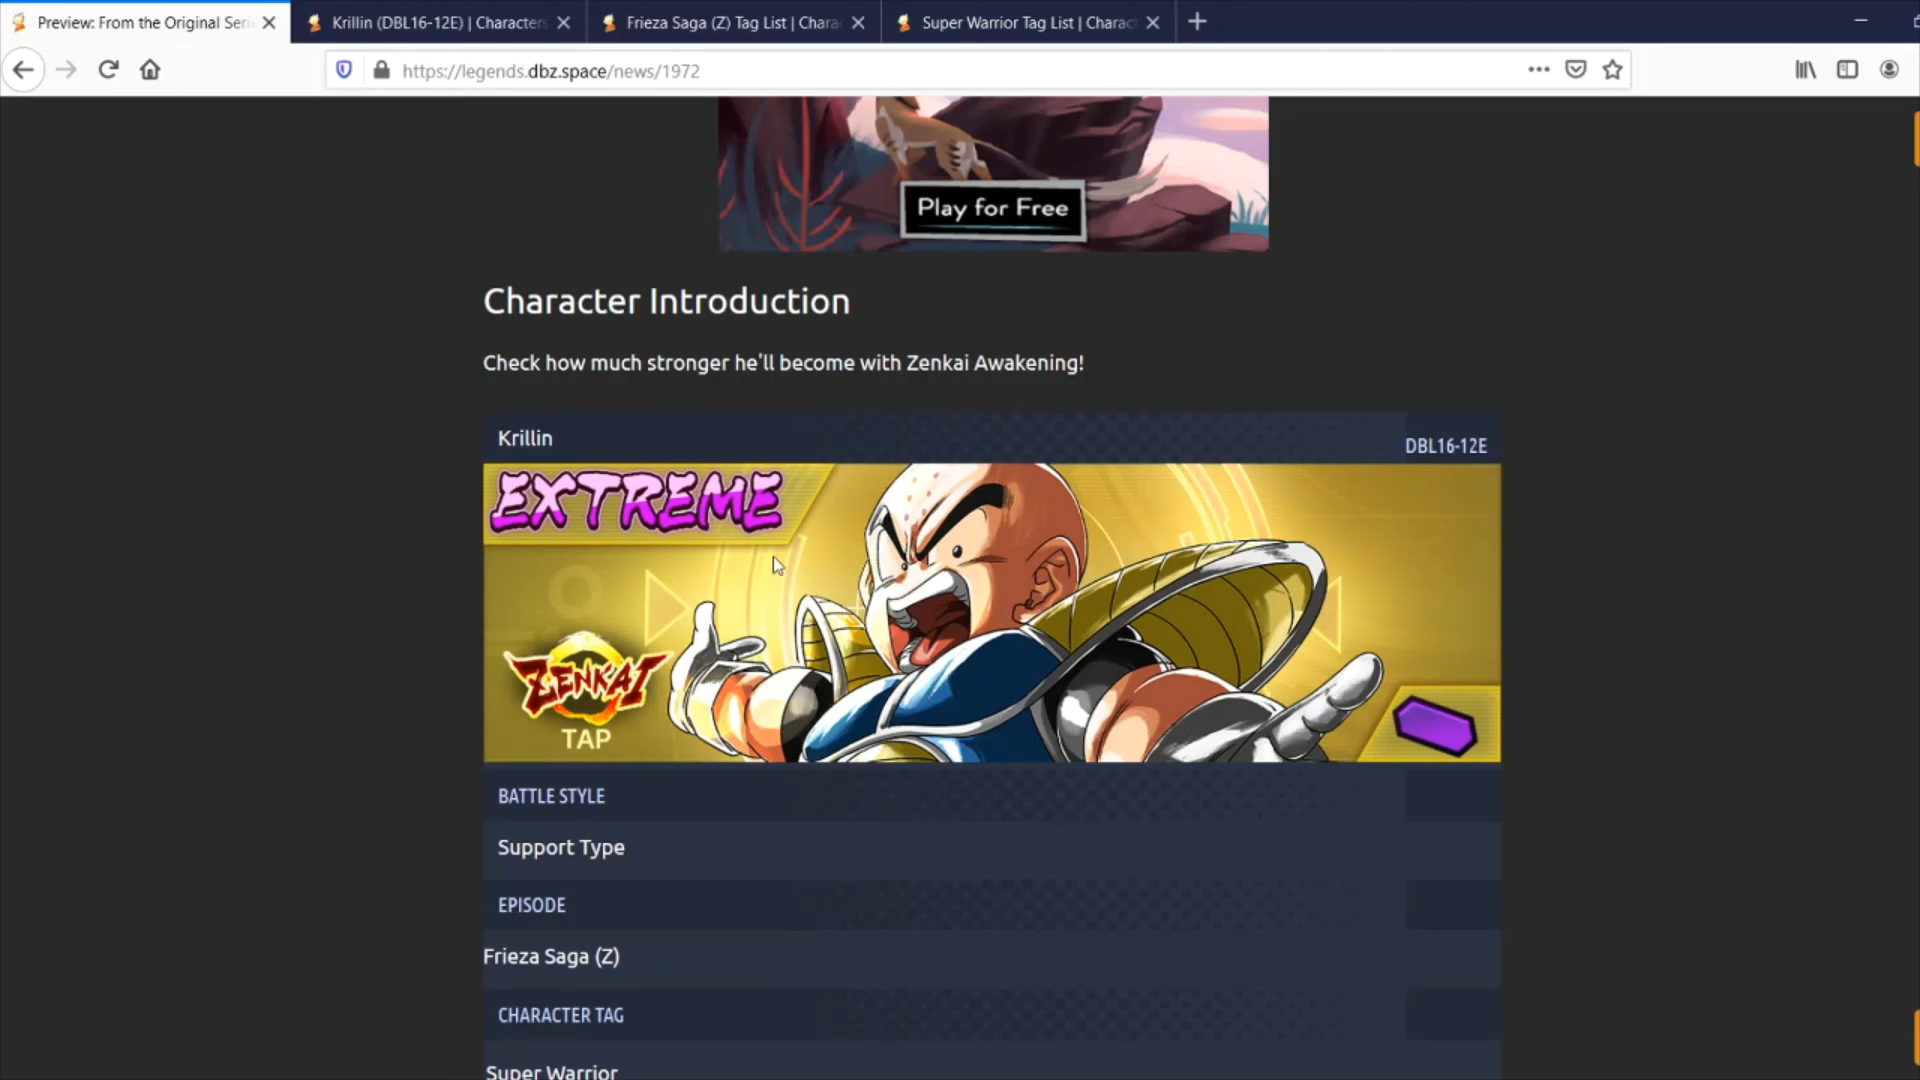 Preview: From the Original Seri
Krillin (DBL16-12E) | Characters
Frieza Saga (Z) Tag List | Chara
Super Warrior Tag List | Charac
https://legends.dbz.space/news/1972
Play for Free
Character Introduction
Check how much stronger he'll become with Zenkai Awakening!
Krillin
DBL16-12E
EXTREME
ZENKAI
TAP
BATTLE STYLE
Support Type
EPISODE
Frieza Saga (Z)
CHARACTER TAG
Super Warrior